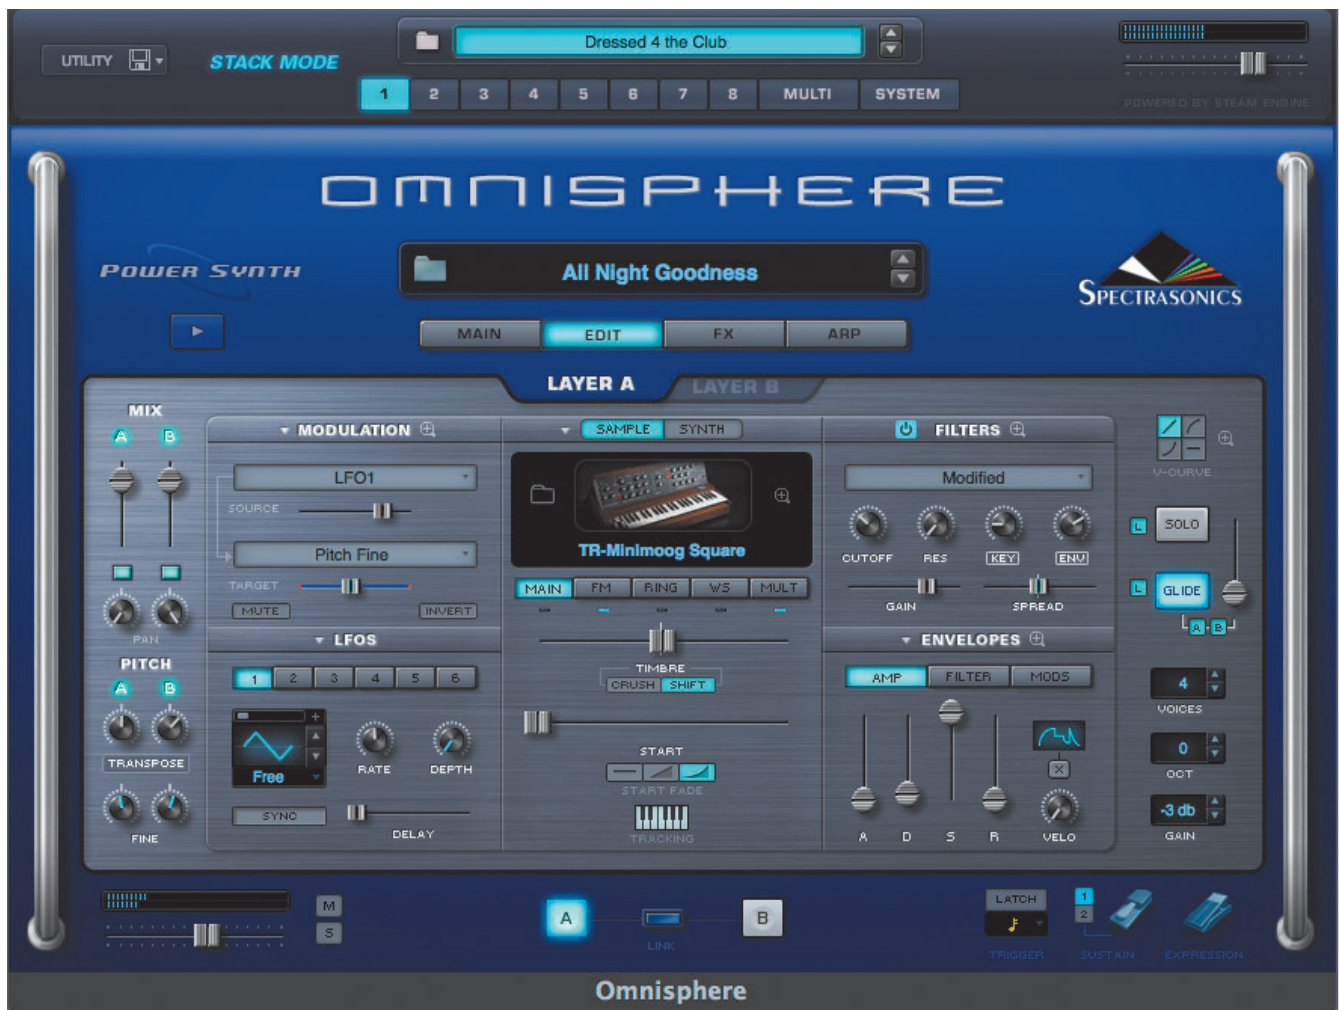 UTILITY
STACK MODE
Dressed 4 the Club
1 2 3 4 5 6 7 8 MULTI SYSTEM
POWERED BY STEAM ENGINE
OMNISPHERE
POWER SYNTH
All Night Goodness
SPECTRASONICS
MAIN EDIT FX ARP
LAYER A LAYER B
MIX
A B
PAN
PITCH
A B
TRANSPOSE
FINE
MODULATION
LFO1
SOURCE
Pitch Fine
TARGET
MUTE INVERT
LFOS
1 2 3 4 5 6
Free
RATE DEPTH
SYNC
DELAY
SAMPLE SYNTH
TR-Minimoog Square
MAIN FM RING WS MULT
TIMBRE
CRUSH SHIFT
START
START FADE
TRACKING
FILTERS
Modified
CUTOFF RES KEY ENV
GAIN SPREAD
ENVELOPES
AMP FILTER MODS
X
A D S R VELO
V-CURVE
L SOLO
L GLIDE
A B
4
VOICES
0
OCT
-3 db
GAIN
M
S
A LINK B
LATCH
TRIGGER
1
2
SUSTAIN
EXPRESSION
Omnisphere